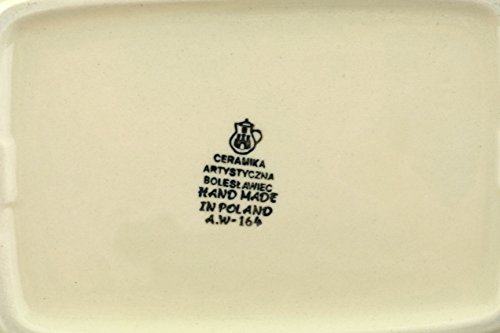 CERAMIKA
ARTYSTYCZNA
BOLESŁAWIEC
HAND MADE
IN POLAND
A.W-164